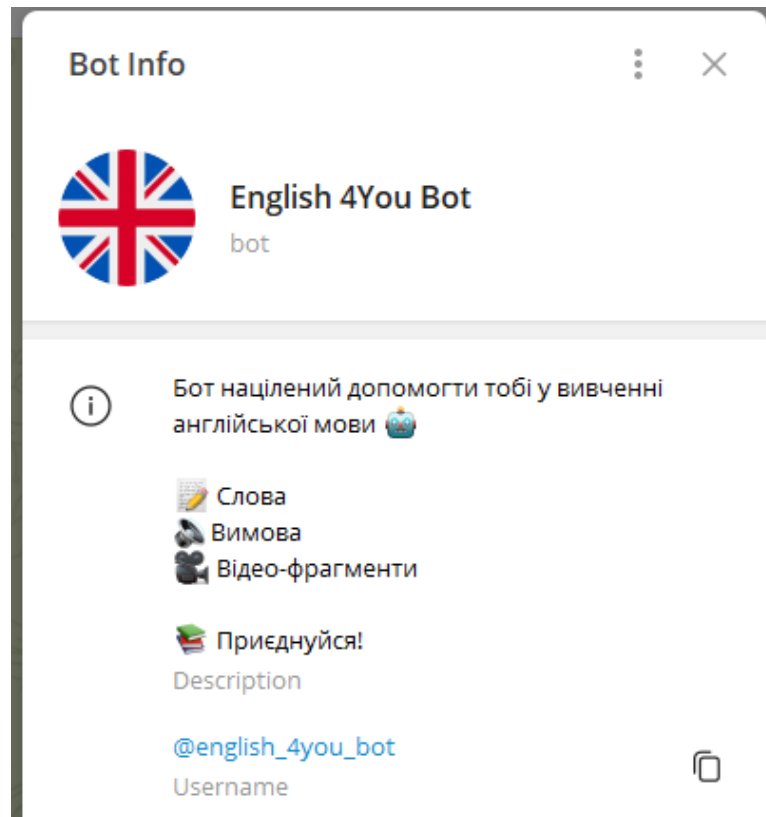 Bot Info
English 4You Bot
bot
Бот націлений допомогти тобі у вивченні
англійської мови 🤖
📝 Слова
🔊 Вимова
🎥 Відео-фрагменти
📚 Приєднуйся!
Description
@english_4you_bot
Username